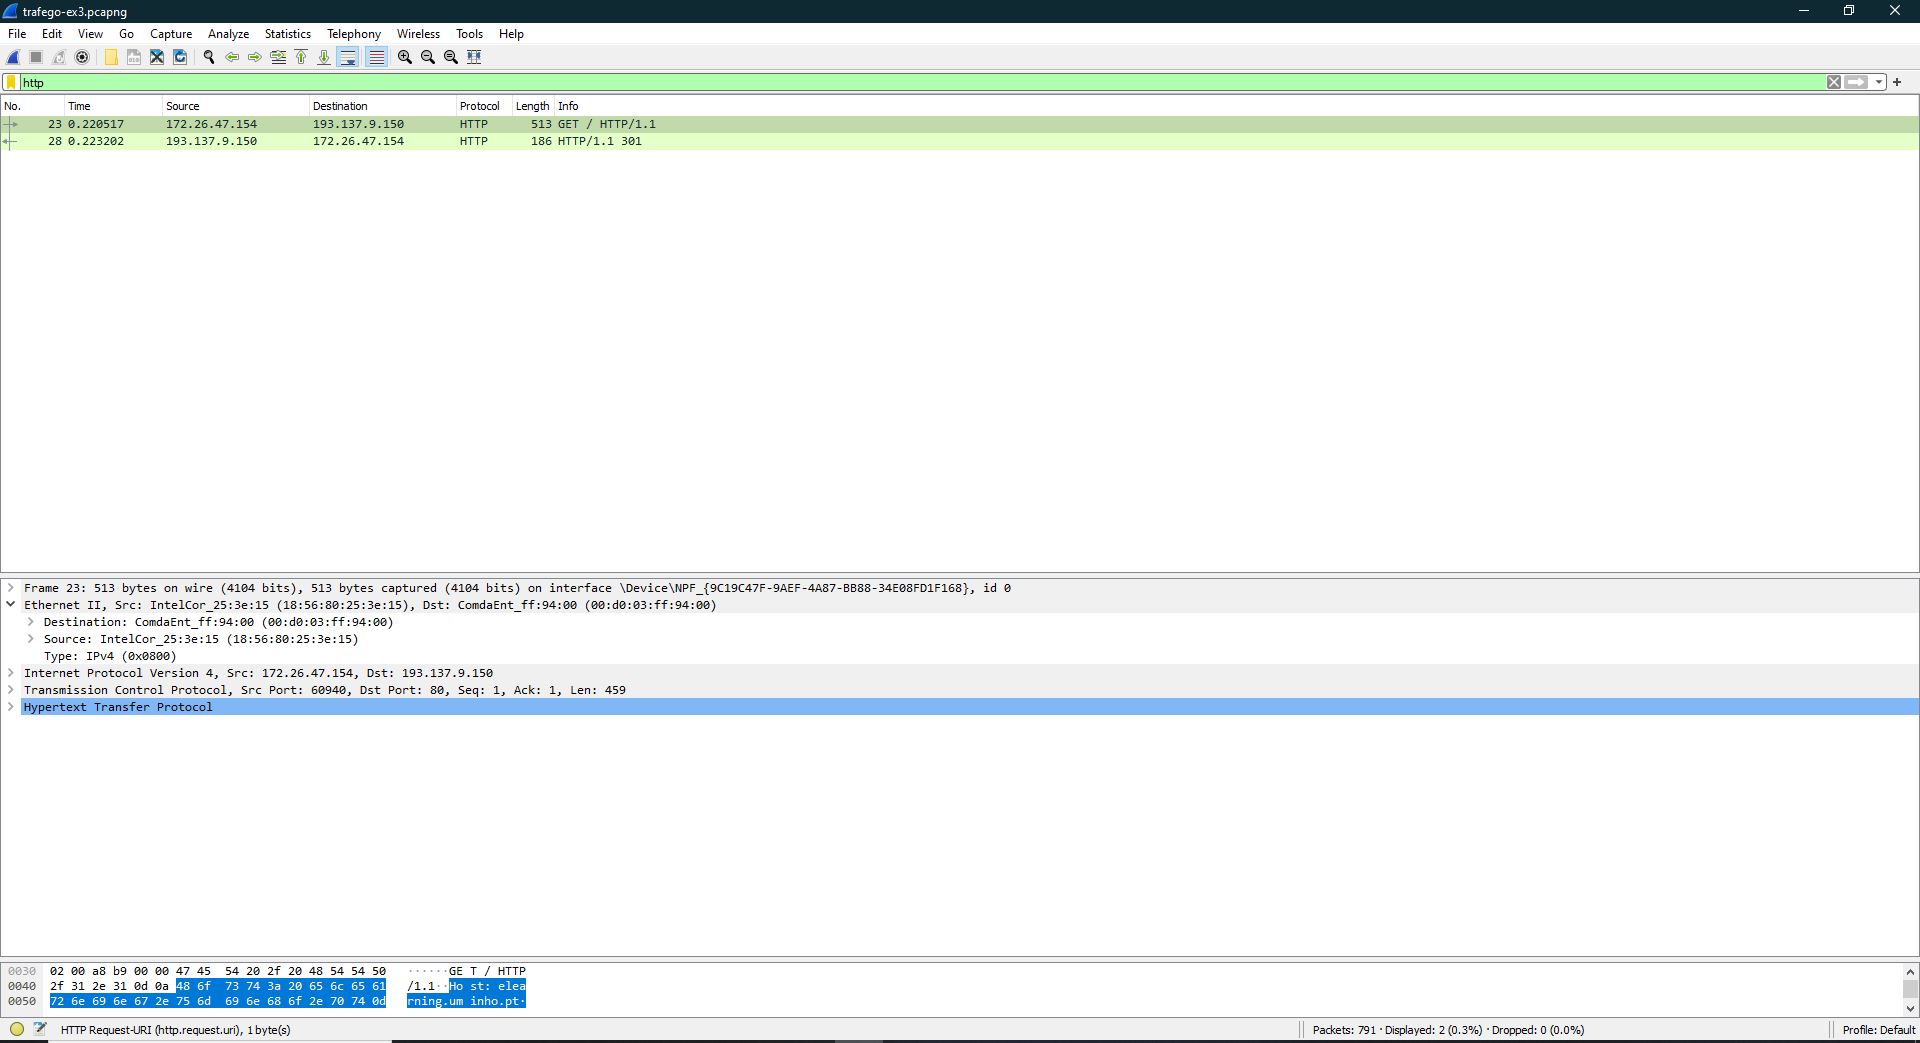 trafego-ex3.pcapng
File Edit View Go Capture Analyze Statistics Telephony Wireless Tools Help
http
No. Time Source Destination Protocol Length Info
23 0.220517 172.26.47.154 193.137.9.150 HTTP 513 GET / HTTP/1.1
28 0.223202 193.137.9.150 172.26.47.154 HTTP 186 HTTP/1.1 301
Frame 23: 513 bytes on wire (4104 bits), 513 bytes captured (4104 bits) on interface \Device\NPF_{9C19C47F-9AEF-4A87-BB88-34E08FD1F168}, id 0
Ethernet II, Src: IntelCor_25:3e:15 (18:56:80:25:3e:15), Dst: ComdaEnt_ff:94:00 (00:d0:03:ff:94:00)
Destination: ComdaEnt_ff:94:00 (00:d0:03:ff:94:00)
Source: IntelCor_25:3e:15 (18:56:80:25:3e:15)
Type: IPv4 (0x0800)
Internet Protocol Version 4, Src: 172.26.47.154, Dst: 193.137.9.150
Transmission Control Protocol, Src Port: 60940, Dst Port: 80, Seq: 1, Ack: 1, Len: 459
Hypertext Transfer Protocol
0030 02 00 a8 b9 00 00 47 45 54 20 2f 20 48 54 54 50 ······GE T / HTTP
0040 2f 31 2e 31 0d 0a 48 6f 73 74 3a 20 65 6c 65 61 /1.1··Ho st: elea
0050 72 6e 69 6e 67 2e 75 6d 69 6e 68 6f 2e 70 74 0d rning.um inho.pt·
HTTP Request-URI (http.request.uri), 1 byte(s) Packets: 791 · Displayed: 2 (0.3%) · Dropped: 0 (0.0%) Profile: Default